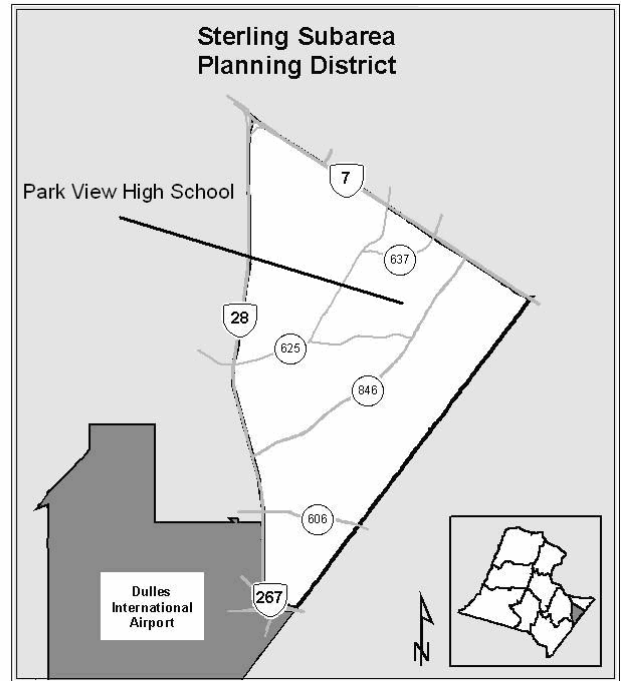 Sterling Subarea
Planning District
7
Park View High School
637
28
625
846
606
Dulles
International
Airport
267
N